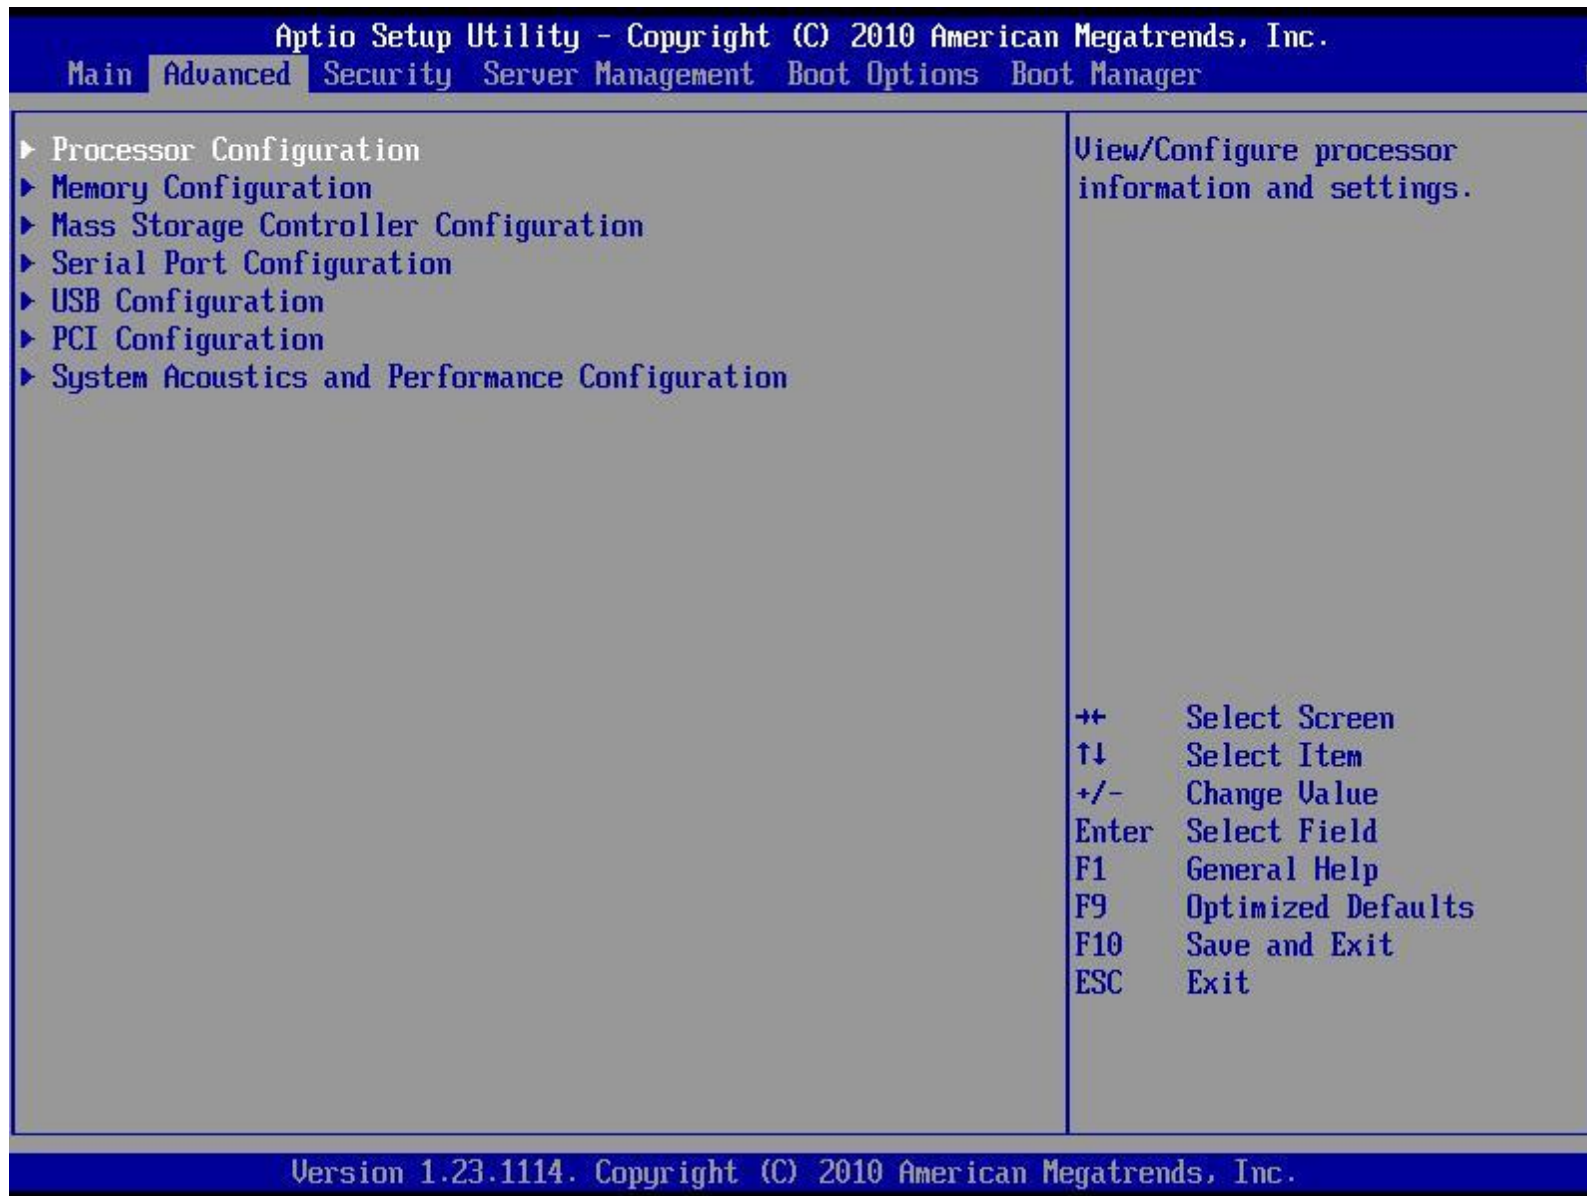 Aptio Setup Utility - Copyright (C) 2010 American Megatrends, Inc.
Main Advanced Security Server Management Boot Options Boot Manager
Processor Configuration
Memory Configuration
Mass Storage Controller Configuration
Serial Port Configuration
USB Configuration
PCI Configuration
System Acoustics and Performance Configuration
View/Configure processor
information and settings.
→← Select Screen
↑↓ Select Item
+/- Change Value
Enter Select Field
F1 General Help
F9 Optimized Defaults
F10 Save and Exit
ESC Exit
Version 1.23.1114. Copyright (C) 2010 American Megatrends, Inc.